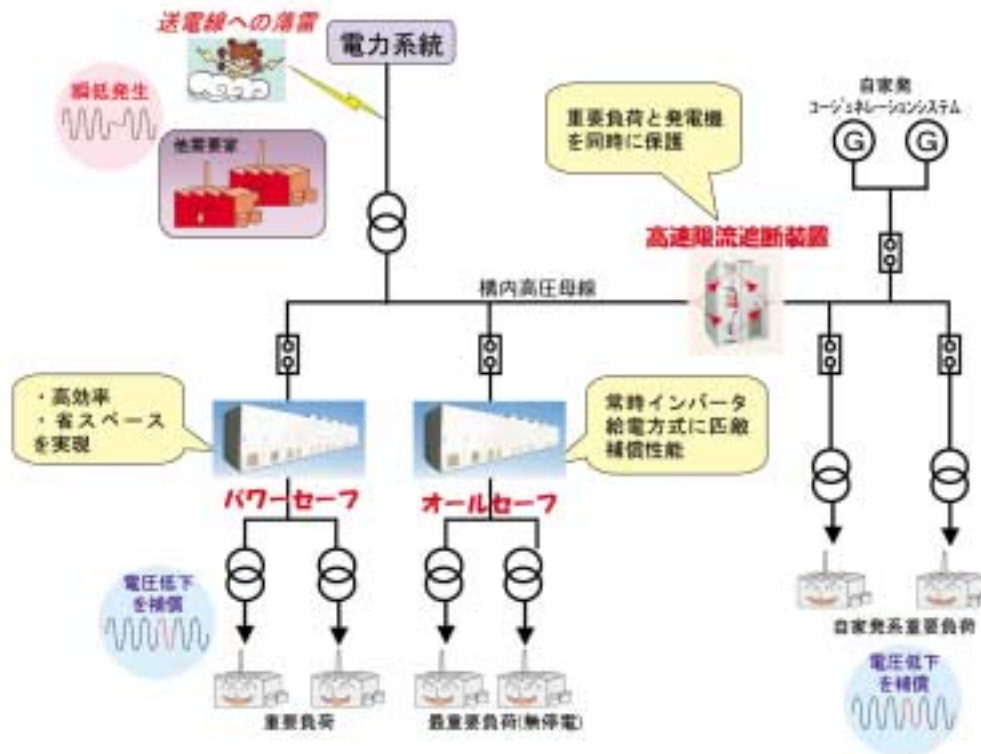 送電線への落雷
電力系統
瞬低発生
他需要家
重要負荷と発電機
を同時に保護
自家発
コージェネレーションシステム
G
G
高速限流遮断装置
構内高圧母線
・高効率
・省スペース
を実現
常時インバータ
給電方式に匹敵
補償性能
パワーセーフ
オールセーフ
電圧低下
を補償
重要負荷
最重要負荷(無停電)
自家発系重要負荷
電圧低下
を補償